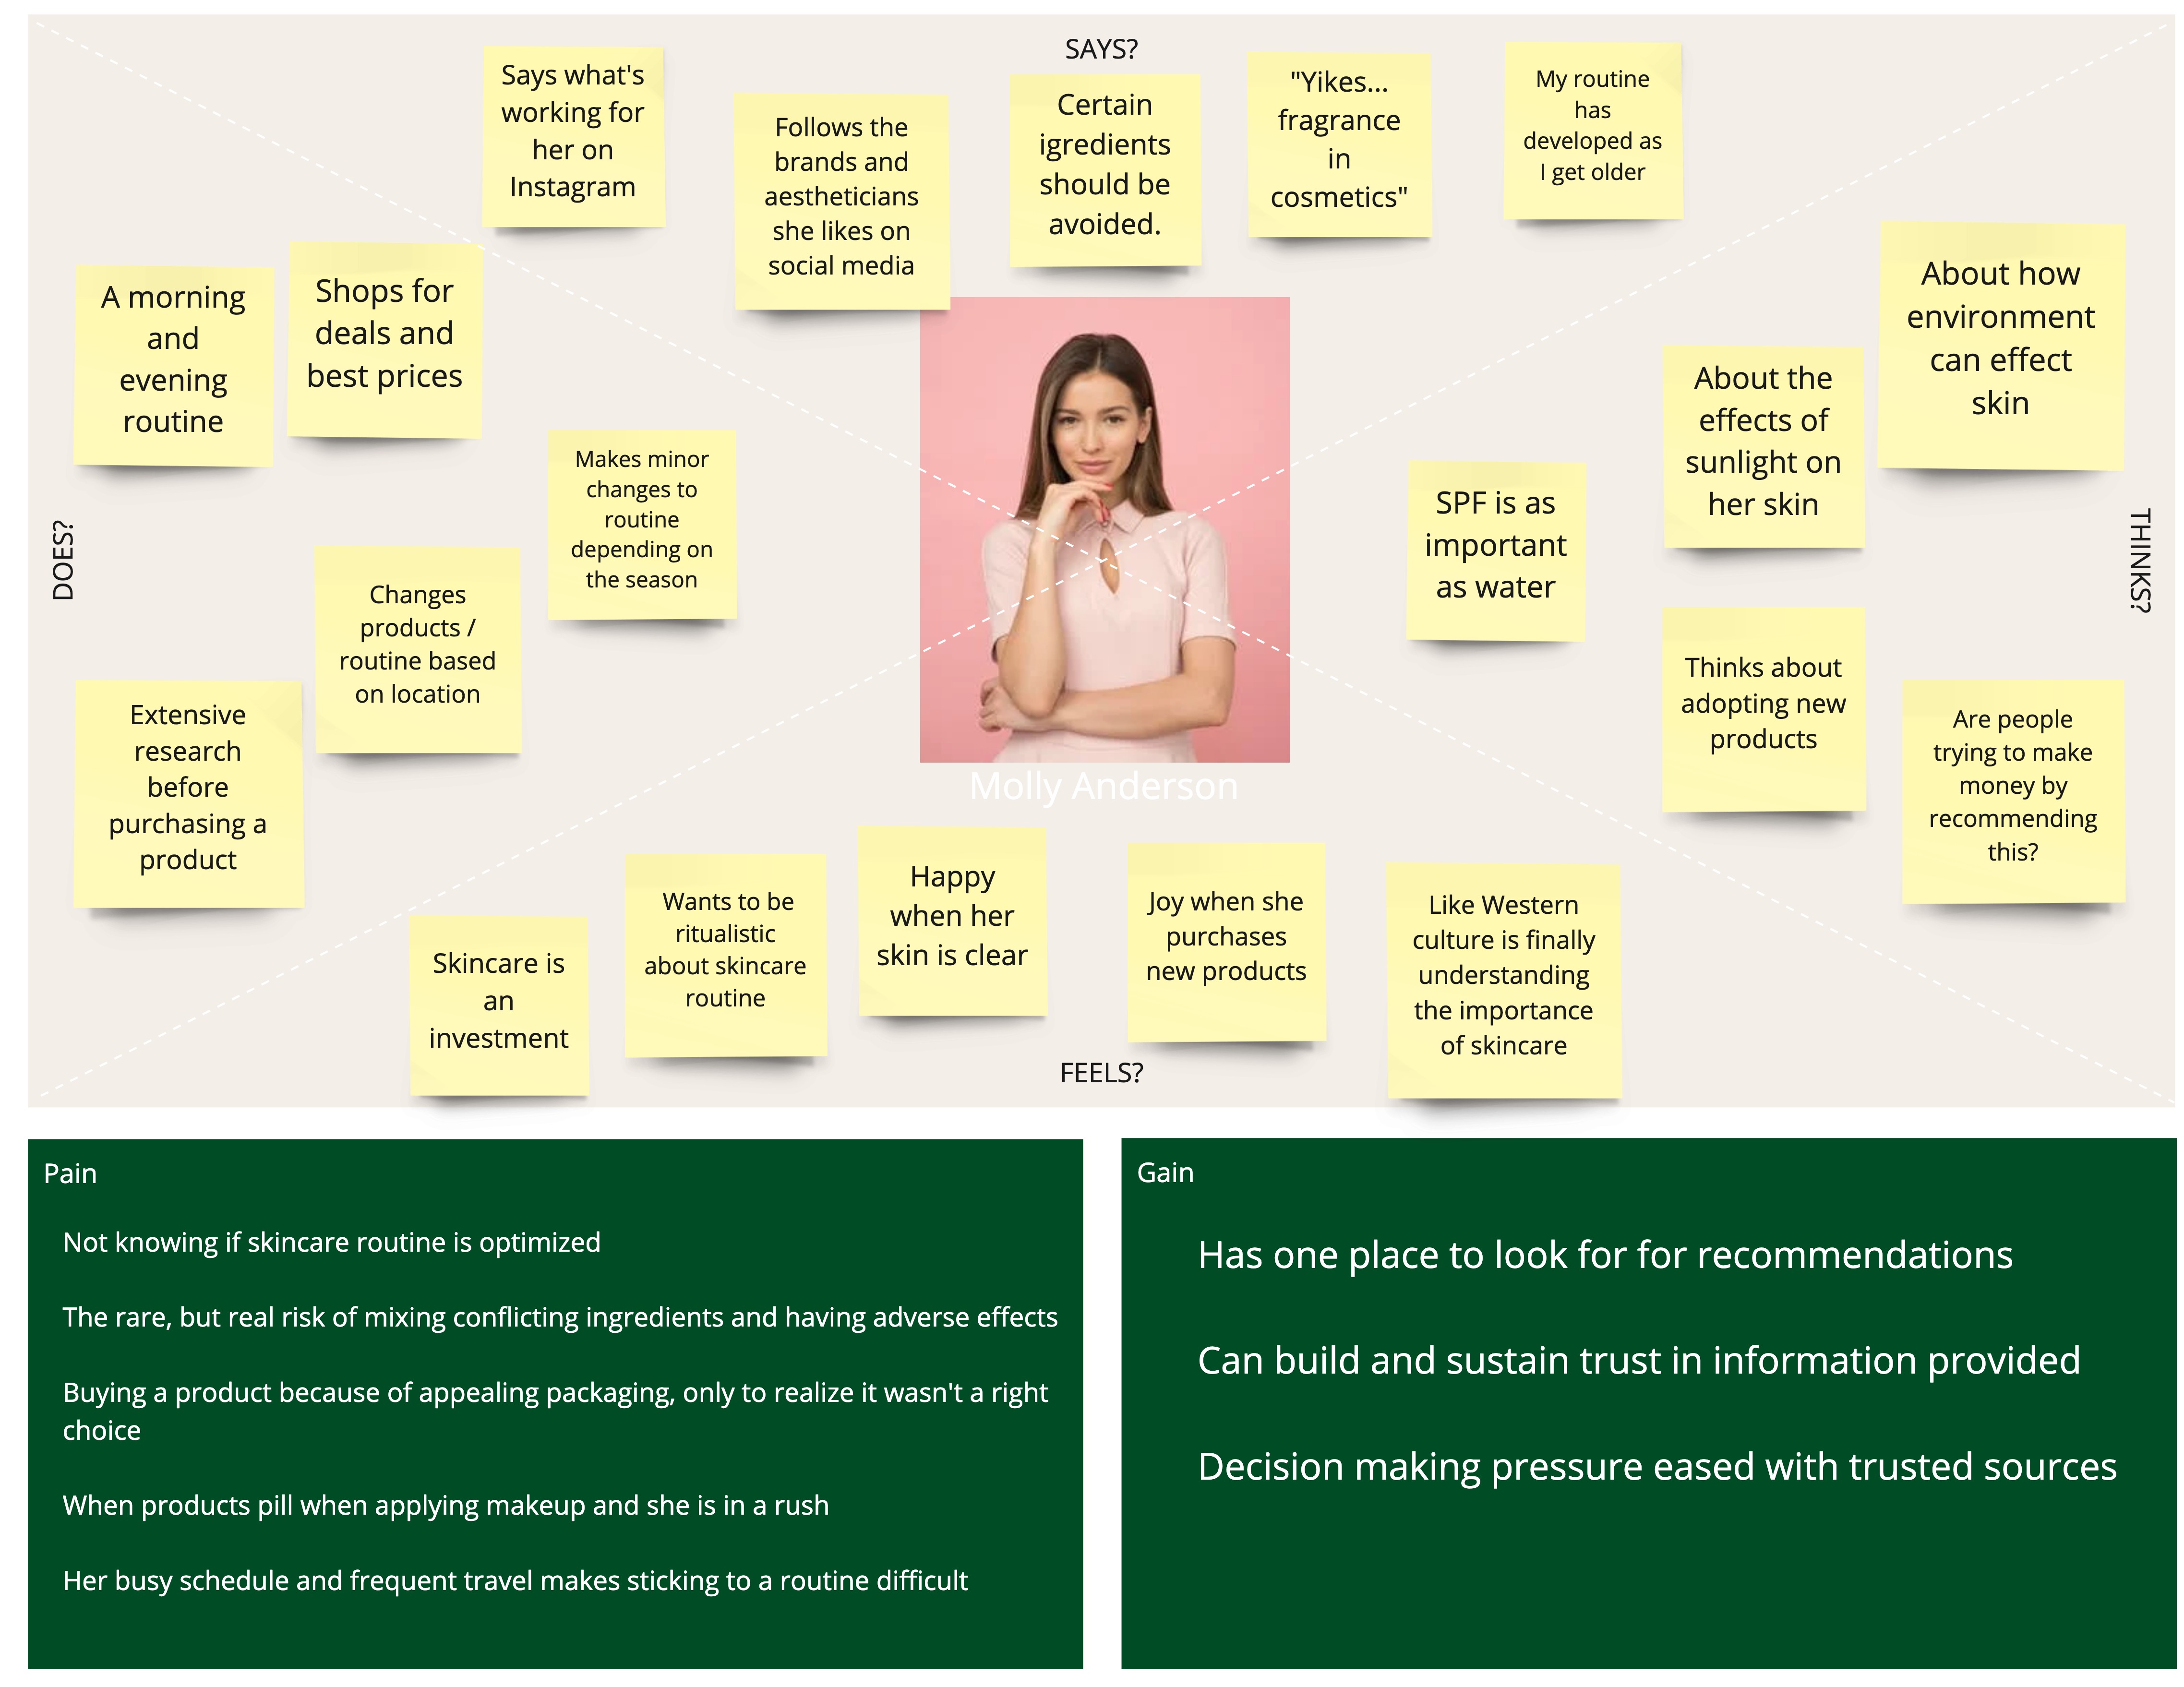 SAYS?
Says what's
working for
her on
Instagram
Follows the
brands and
aestheticians
she likes on
social media
Certain
igredients
should be
avoided.
"Yikes...
fragrance
in
cosmetics"
My routine
has
developed as
I get older
DOES?
A morning
and
evening
routine
Shops for
deals and
best prices
Makes minor
changes to
routine
depending on
the season
Changes
products /
routine based
on location
Extensive
research
before
purchasing a
product
Molly Anderson
THINKS?
About how
environment
can effect
skin
About the
effects of
sunlight on
her skin
SPF is as
important
as water
Thinks about
adopting new
products
Are people
trying to make
money by
recommending
this?
Skincare is
an
investment
Wants to be
ritualistic
about skincare
routine
Happy
when her
skin is clear
Joy when she
purchases
new products
Like Western
culture is finally
understanding
the importance
of skincare
FEELS?
Pain
Not knowing if skincare routine is optimized
The rare, but real risk of mixing conflicting ingredients and having adverse effects
Buying a product because of appealing packaging, only to realize it wasn't a right
choice
When products pill when applying makeup and she is in a rush
Her busy schedule and frequent travel makes sticking to a routine difficult
Gain
Has one place to look for for recommendations
Can build and sustain trust in information provided
Decision making pressure eased with trusted sources